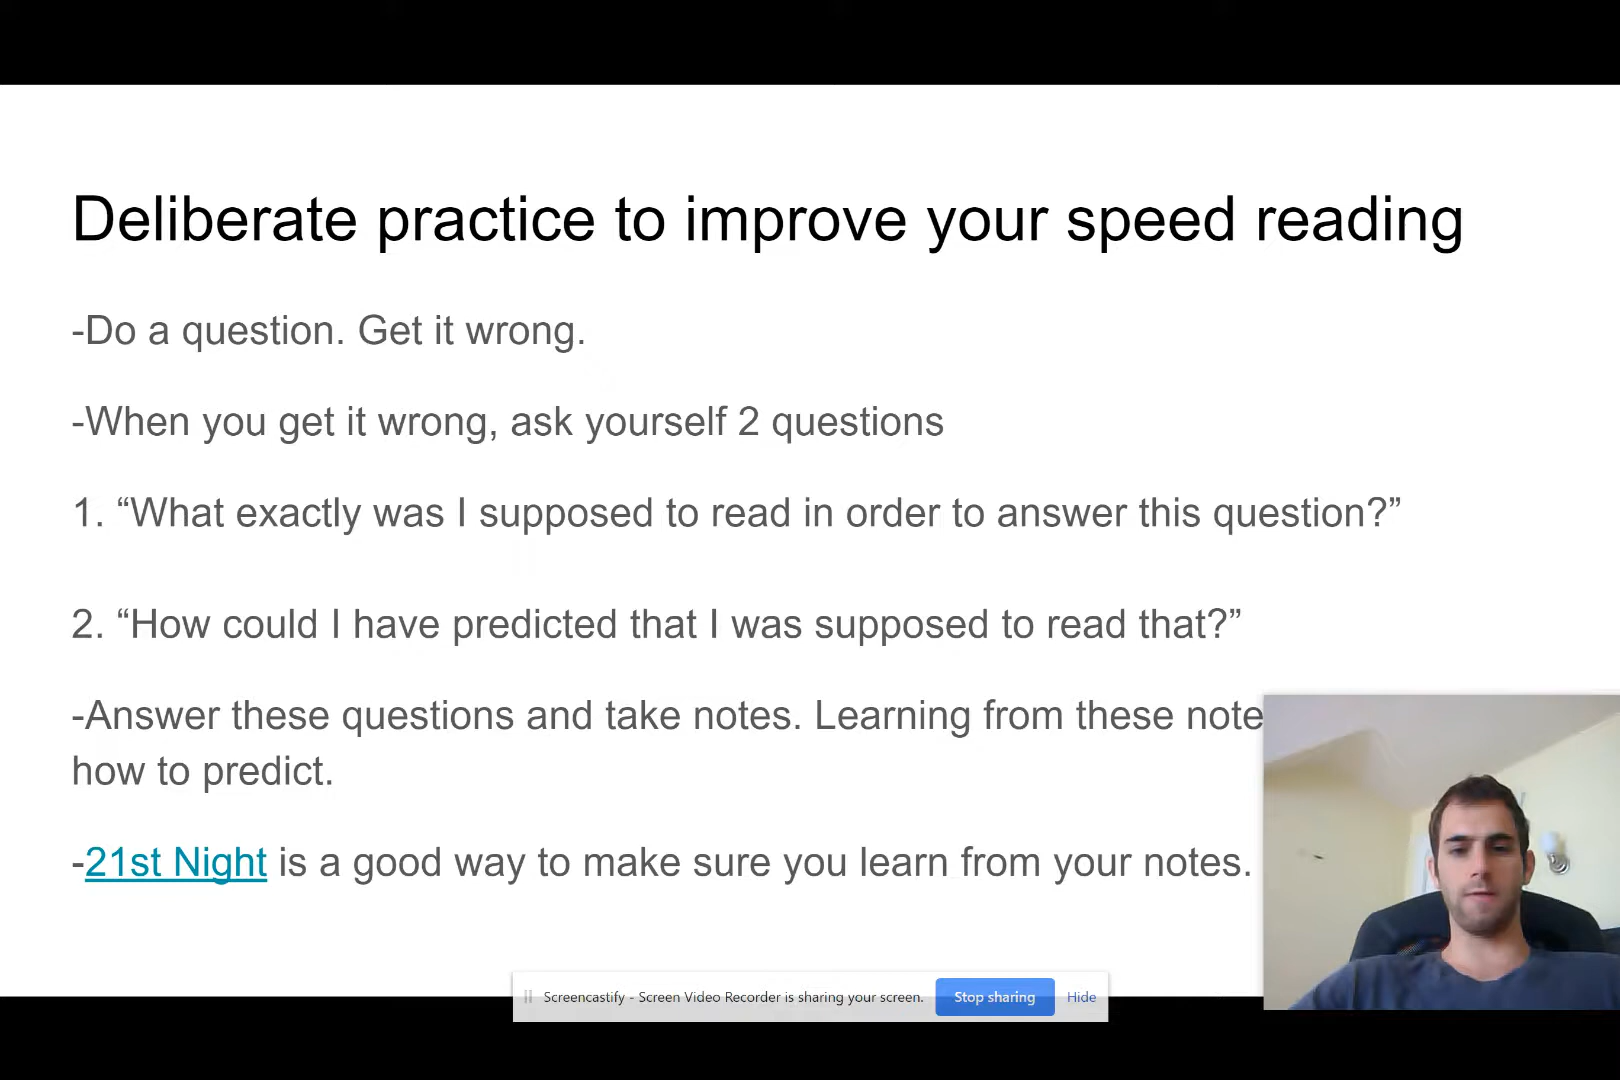 Deliberate practice to improve your speed reading
-Do a question. Get it wrong.
-When you get it wrong, ask yourself 2 questions
1. “What exactly was I supposed to read in order to answer this question?”
2. “How could I have predicted that I was supposed to read that?”
-Answer these questions and take notes. Learning from these note
how to predict.
-21st Night is a good way to make sure you learn from your notes.
Screencastify - Screen Video Recorder is sharing your screen. Stop sharing Hide